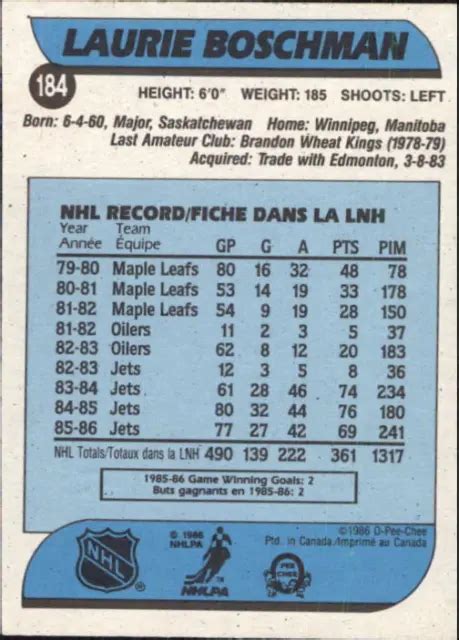 LAURIE BOSCHMAN
184
HEIGHT: 6'0" WEIGHT: 185 SHOOTS: LEFT
Born: 6-4-60, Major, Saskatchewan Home: Winnipeg, Manitoba
Last Amateur Club: Brandon Wheat Kings (1978-79)
Acquired: Trade with Edmonton, 3-8-83
NHL RECORD/FICHE DANS LA LNH
Year Team
Année Équipe GP G A PTS PIM
79-80 Maple Leafs 80 16 32 48 78
80-81 Maple Leafs 53 14 19 33 178
81-82 Maple Leafs 54 9 19 28 150
81-82 Oilers 11 2 3 5 37
82-83 Oilers 62 8 12 20 183
82-83 Jets 12 3 5 8 36
83-84 Jets 61 28 46 74 234
84-85 Jets 80 32 44 76 180
85-86 Jets 77 27 42 69 241
NHL Totals/Totaux dans la LNH 490 139 222 361 1317
1985-86 Game Winning Goals: 2
Buts gagnants en 1985-86: 2
NHL
© 1986
NHLPA
NHLPA
©1986 O-Pee-Chee
Ptd. in Canada/Imprimé au Canada
O-PEE-CHEE